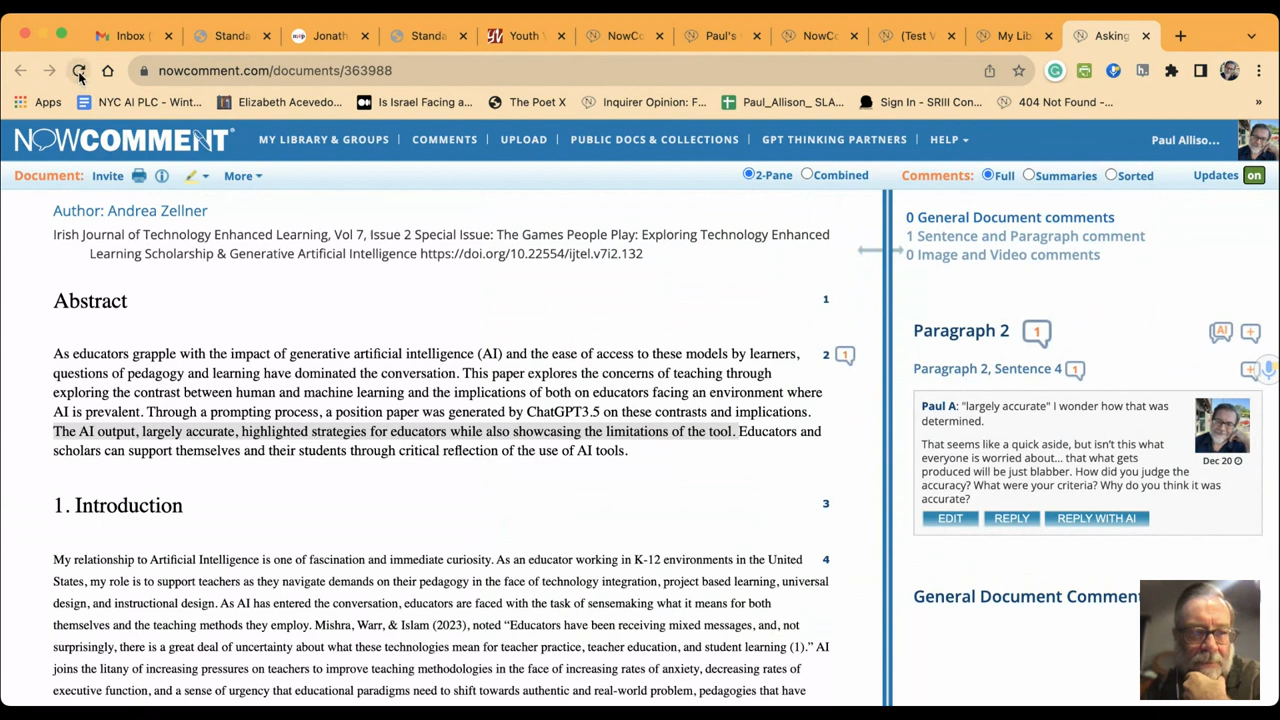 Inbox (
Standa
Jonath
Standa
Youth V
NowCo
Paul's
NowCo
(Test V
My Lib
Asking
nowcomment.com/documents/363988
Apps
NYC AI PLC - Wint...
Elizabeth Acevedo...
Is Israel Facing a...
The Poet X
Inquirer Opinion: F...
Paul_Allison_ SLA...
Sign In - SRIII Con...
404 Not Found -...
»
NOWCOMMENT®
MY LIBRARY & GROUPS | COMMENTS | UPLOAD | PUBLIC DOCS & COLLECTIONS | GPT THINKING PARTNERS | HELP
Paul Alliso...
Document: Invite More
2-Pane Combined
Comments: Full Summaries Sorted Updates on
Author: Andrea Zellner
Irish Journal of Technology Enhanced Learning, Vol 7, Issue 2 Special Issue: The Games People Play: Exploring Technology Enhanced
Learning Scholarship & Generative Artificial Intelligence https://doi.org/10.22554/ijtel.v7i2.132
Abstract 1
As educators grapple with the impact of generative artificial intelligence (AI) and the ease of access to these models by learners, 2 1
questions of pedagogy and learning have dominated the conversation. This paper explores the concerns of teaching through
exploring the contrast between human and machine learning and the implications of both on educators facing an environment where
AI is prevalent. Through a prompting process, a position paper was generated by ChatGPT3.5 on these contrasts and implications.
The AI output, largely accurate, highlighted strategies for educators while also showcasing the limitations of the tool. Educators and
scholars can support themselves and their students through critical reflection of the use of AI tools.
1. Introduction 3
My relationship to Artificial Intelligence is one of fascination and immediate curiosity. As an educator working in K-12 environments in the United 4
States, my role is to support teachers as they navigate demands on their pedagogy in the face of technology integration, project based learning, universal
design, and instructional design. As AI has entered the conversation, educators are faced with the task of sensemaking what it means for both
themselves and the teaching methods they employ. Mishra, Warr, & Islam (2023), noted “Educators have been receiving mixed messages, and, not
surprisingly, there is a great deal of uncertainty about what these technologies mean for teacher practice, teacher education, and student learning (1).” AI
joins the litany of increasing pressures on teachers to improve teaching methodologies in the face of increasing rates of anxiety, decreasing rates of
executive function, and a sense of urgency that educational paradigms need to shift towards authentic and real-world problem, pedagogies that have
0 General Document comments
1 Sentence and Paragraph comment
0 Image and Video comments
Paragraph 2 1 AI +
Paragraph 2, Sentence 4 1 +
Paul A: "largely accurate" I wonder how that was
determined.
That seems like a quick aside, but isn't this what
everyone is worried about... that what gets
produced will be just blabber. How did you judge the
accuracy? What were your criteria? Why do you think it was
accurate?
Dec 20
EDIT REPLY REPLY WITH AI
General Document Comment